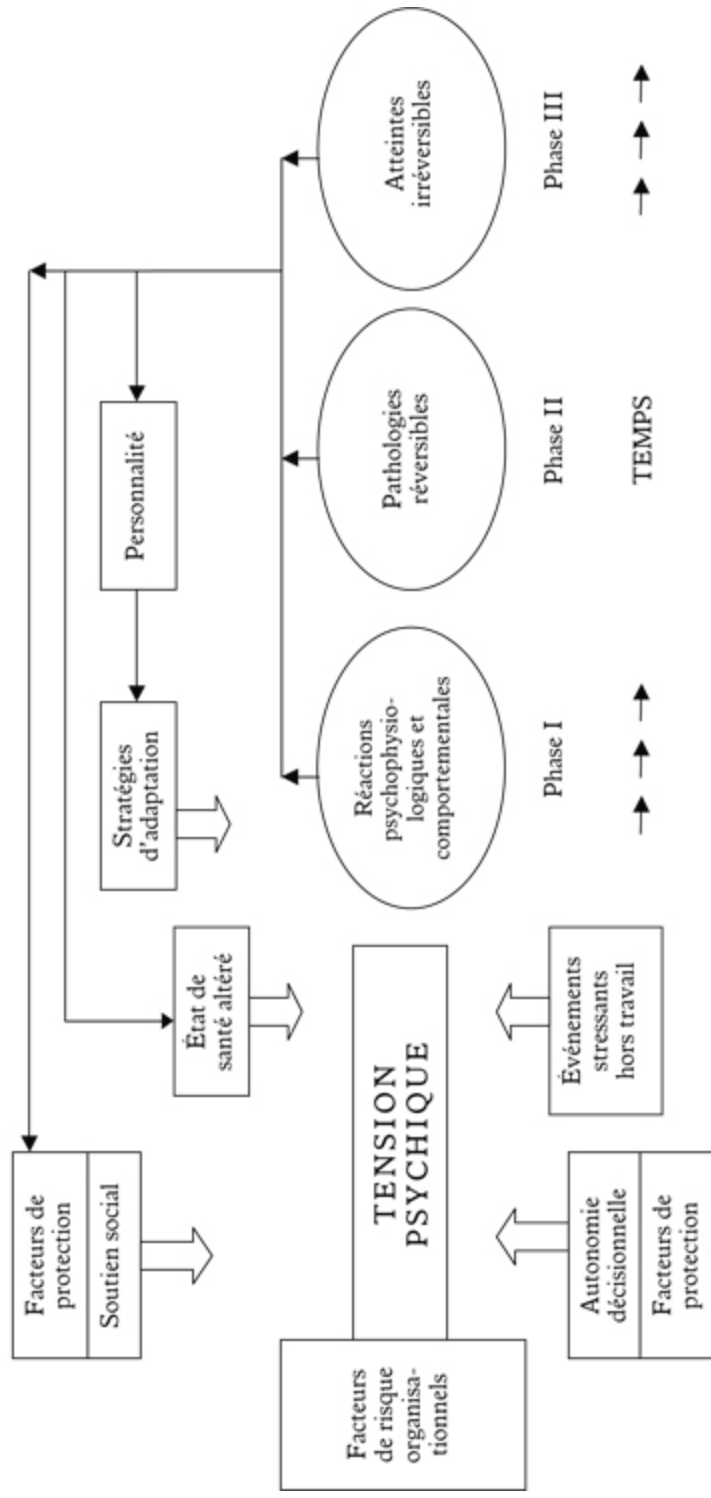 Facteurs de
protection
Soutien social
État de
santé altéré
Stratégies
d'adaptation
Personnalité
Facteurs
de risque
organisa-
tionnels
TENSION
PSYCHIQUE
Réactions
psychophysio-
logiques et
comportementales
Pathologies
réversibles
Atteintes
irréversibles
Autonomie
décisionnelle
Facteurs de
protection
Événements
stressants
hors travail
Phase I
Phase II
Phase III
TEMPS